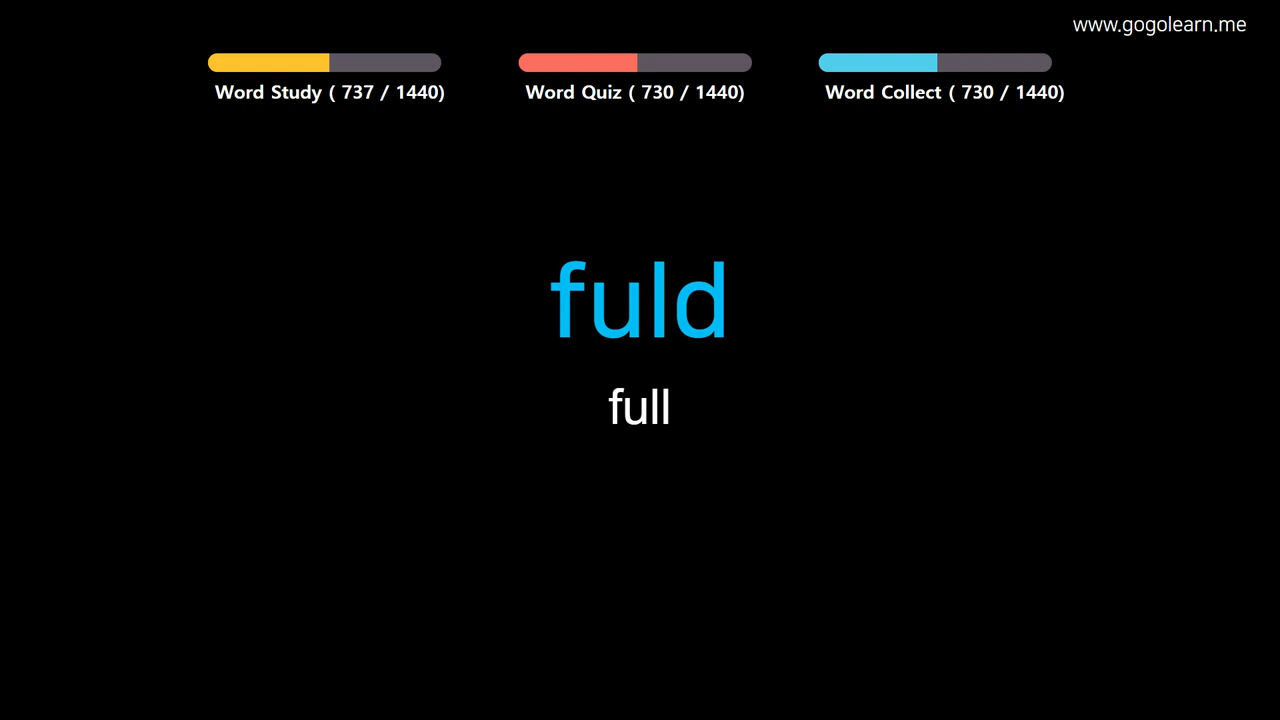 www.gogolearn.me
Word Study ( 737 / 1440)
Word Quiz ( 730 / 1440)
Word Collect ( 730 / 1440)
fuld
full